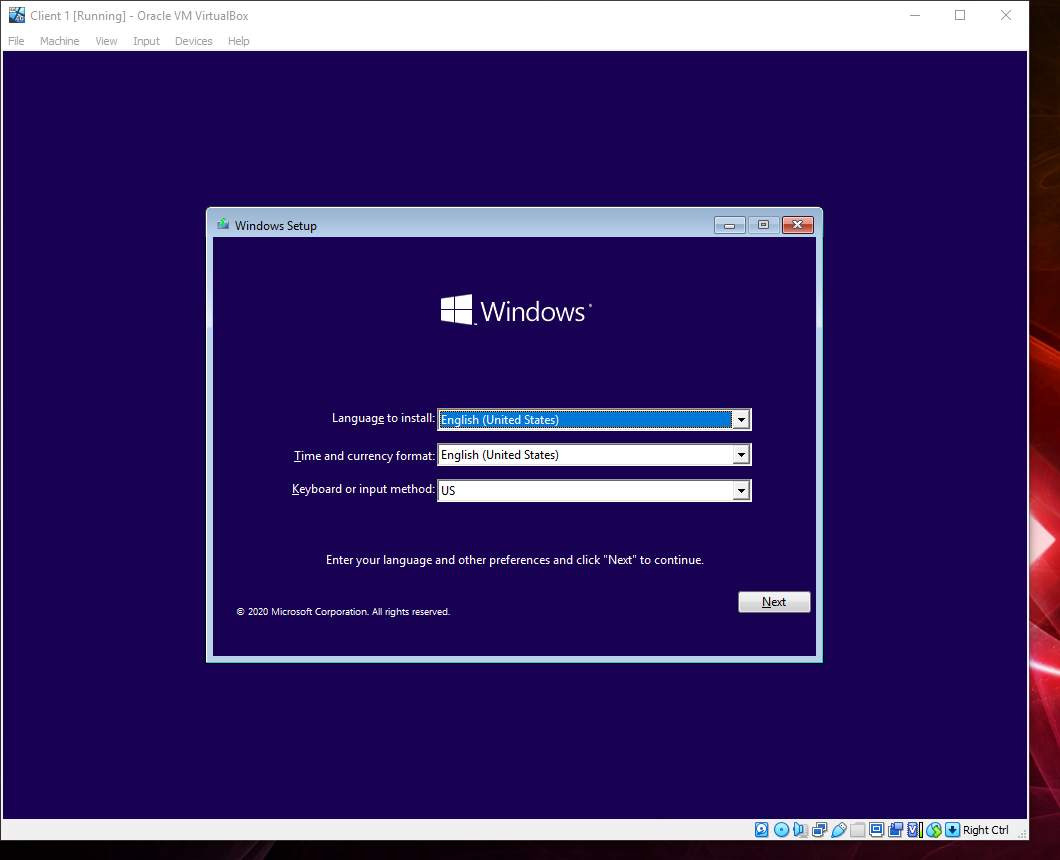 Client 1 [Running] - Oracle VM VirtualBox
File Machine View Input Devices Help
Windows Setup
Windows
Language to install: English (United States)
Time and currency format: English (United States)
Keyboard or input method: US
Enter your language and other preferences and click "Next" to continue.
Next
© 2020 Microsoft Corporation. All rights reserved.
Right Ctrl